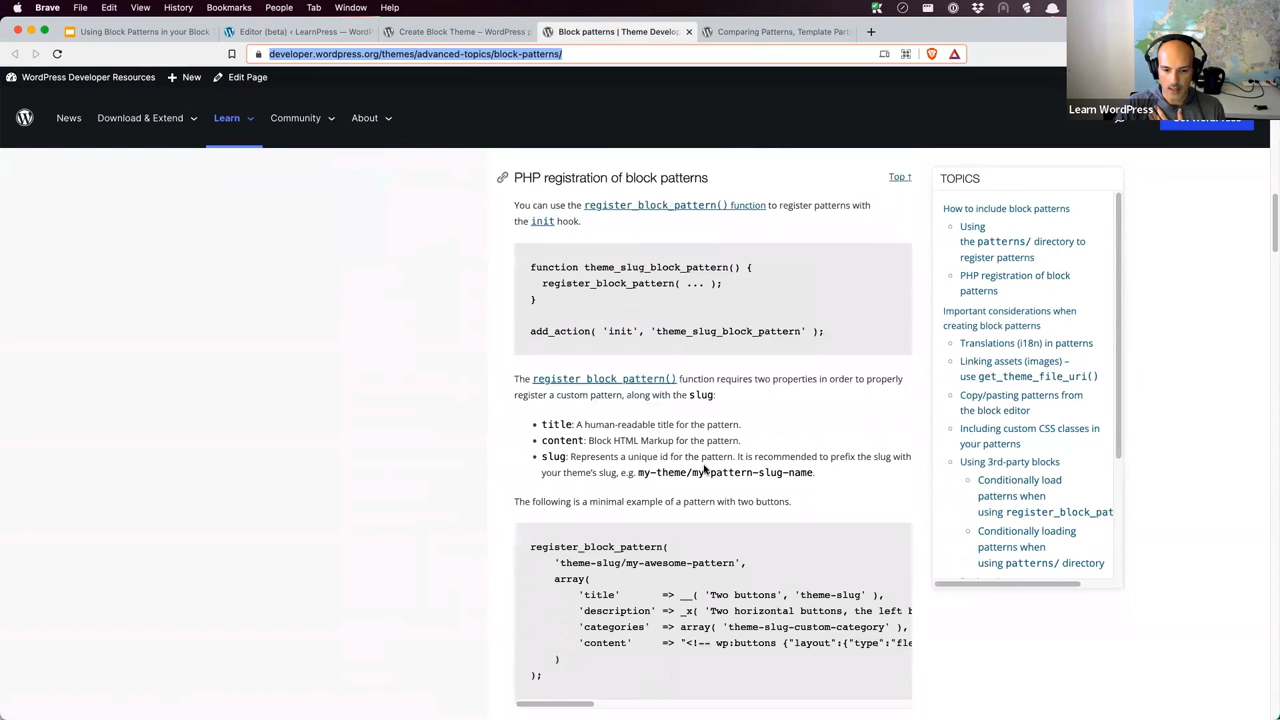 Brave File Edit View History Bookmarks People Tab Window Help
Using Block Patterns in your Block T
Editor (beta) ‹ LearnPress — WordP
Create Block Theme – WordPress p
Block patterns | Theme Develo
Comparing Patterns, Template Part
developer.wordpress.org/themes/advanced-topics/block-patterns/
WordPress Developer Resources New Edit Page
Learn WordPress
News Download & Extend Learn Community About
PHP registration of block patterns
Top ↑
You can use the register_block_pattern() function to register patterns with
the init hook.
function theme_slug_block_pattern() {
register_block_pattern( ... );
}
add_action( 'init', 'theme_slug_block_pattern' );
The register_block_pattern() function requires two properties in order to properly
register a custom pattern, along with the slug:
title: A human-readable title for the pattern.
content: Block HTML Markup for the pattern.
slug: Represents a unique id for the pattern. It is recommended to prefix the slug with
your theme's slug, e.g. my-theme/my-pattern-slug-name.
The following is a minimal example of a pattern with two buttons.
register_block_pattern(
'theme-slug/my-awesome-pattern',
array(
'title' => __( 'Two buttons', 'theme-slug' ),
'description' => _x( 'Two horizontal buttons, the left b
'categories' => array( 'theme-slug-custom-category' ),
'content' => "<!-- wp:buttons {"layout":{"type":"fle
)
);
TOPICS
How to include block patterns
Using
the patterns/ directory to
register patterns
PHP registration of block
patterns
Important considerations when
creating block patterns
Translations (i18n) in patterns
Linking assets (images) –
use get_theme_file_uri()
Copy/pasting patterns from
the block editor
Including custom CSS classes in
your patterns
Using 3rd-party blocks
Conditionally load
patterns when
using register_block_pat
Conditionally loading
patterns when
using patterns/ directory